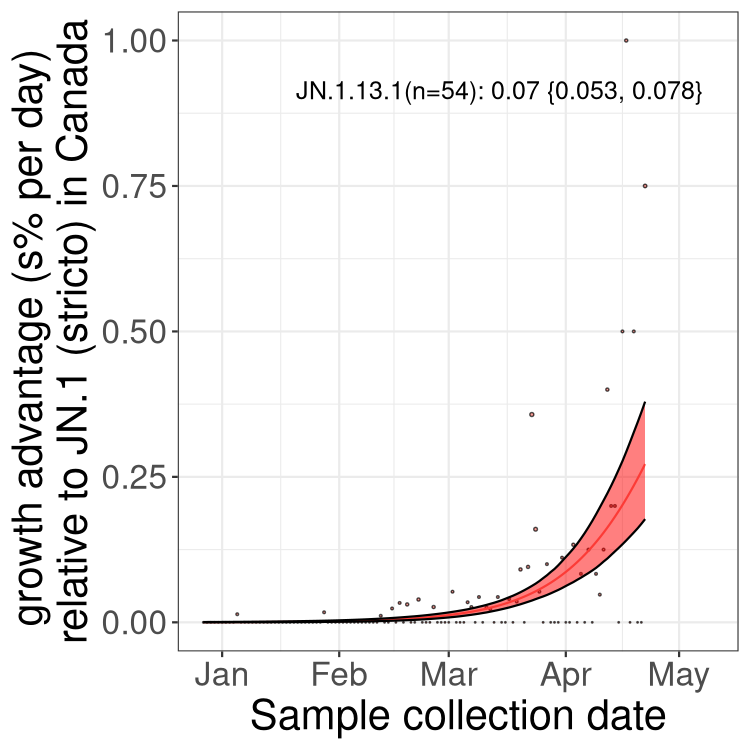 growth advantage (s% per day)
relative to JN.1 (stricto) in Canada
1.00
0.75
0.50
0.25
0.00
JN.1.13.1(n=54): 0.07 {0.053, 0.078}
Jan Feb Mar Apr May
Sample collection date